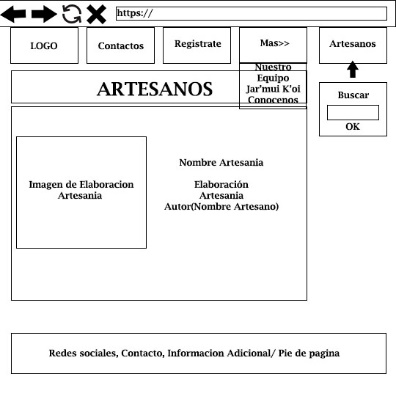 https://
LOGO
Contactos
Registrate
Mas>>
Artesanos
Nuestro
Equipo
Jar'mui K'oi
Conocenos
ARTESANOS
Buscar
OK
Imagen de Elaboracion
Artesania
Nombre Artesania
Elaboración
Artesania
Autor(Nombre Artesano)
Redes sociales, Contacto, Informacion Adicional/ Pie de pagina